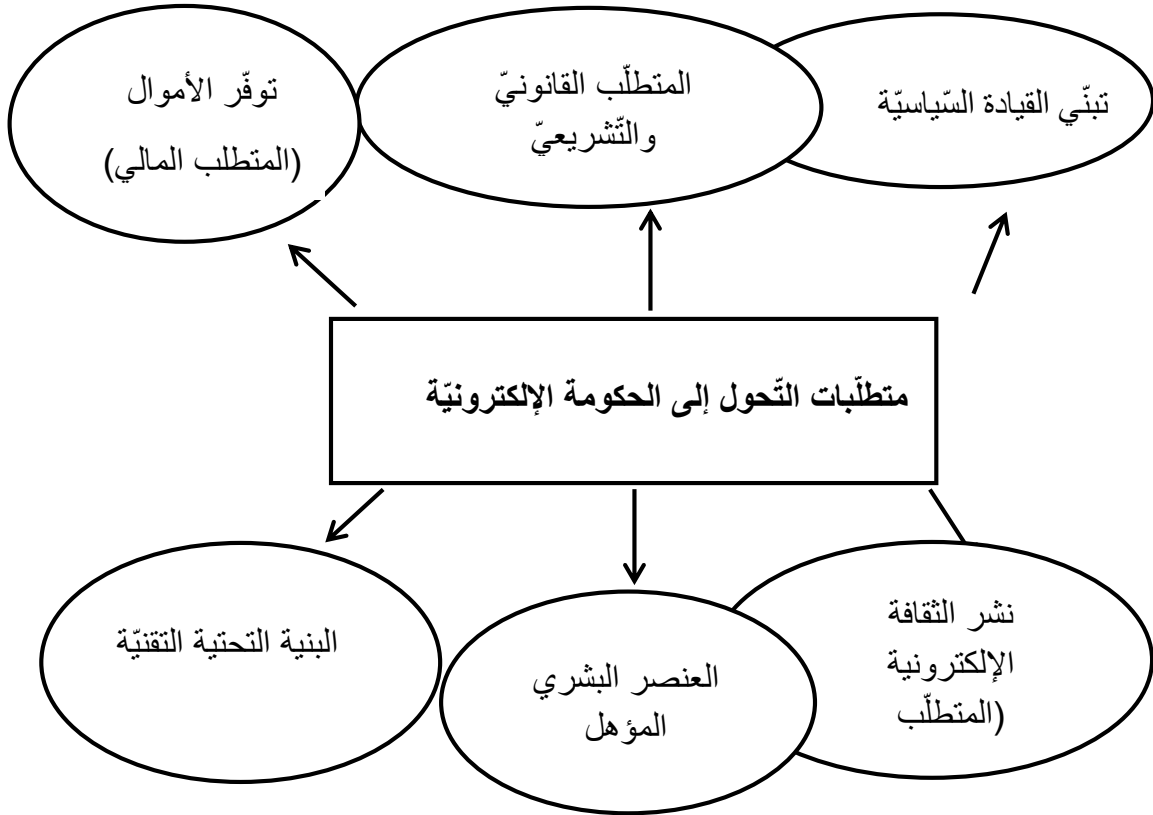 تبنّي القيادة السّياسيّة
المتطلّب القانونيّ
والتّشريعيّ
توفّر الأموال
(المتطلب المالي)
متطلّبات التّحول إلى الحكومة الإلكترونيّة
نشر الثقافة
الإلكترونية
(المتطلّب
العنصر البشري
المؤهل
البنية التحتية التقنيّة